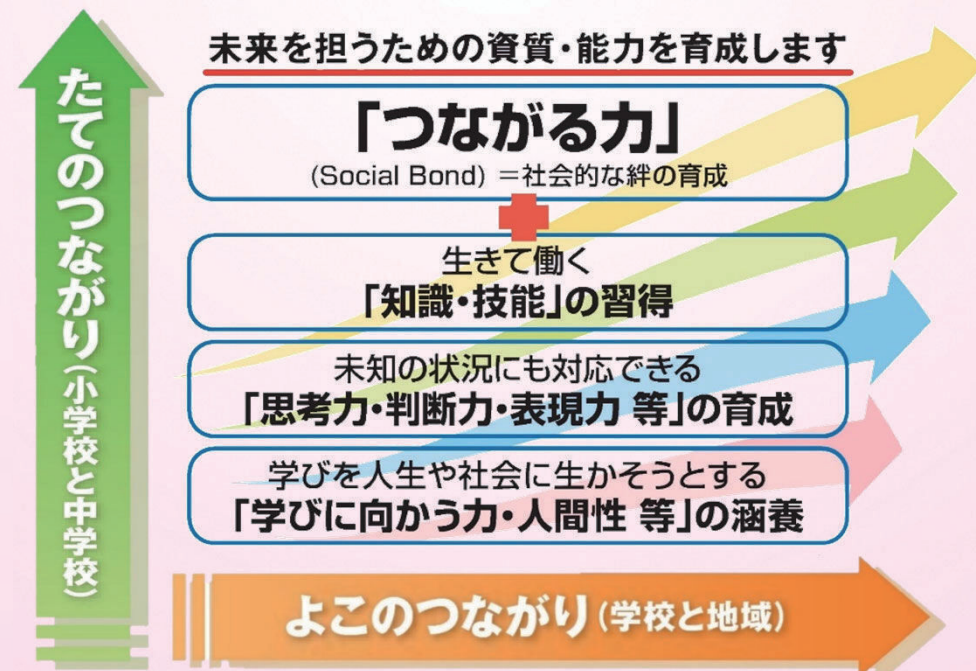 未来を担うための資質・能力を育成します
たてのつながり(小学校と中学校)
「つながる力」
(Social Bond)＝社会的な絆の育成
生きて働く
「知識・技能」の習得
未知の状況にも対応できる
「思考力・判断力・表現力 等」の育成
学びを人生や社会に生かそうとする
「学びに向かう力・人間性 等」の涵養
よこのつながり(学校と地域)